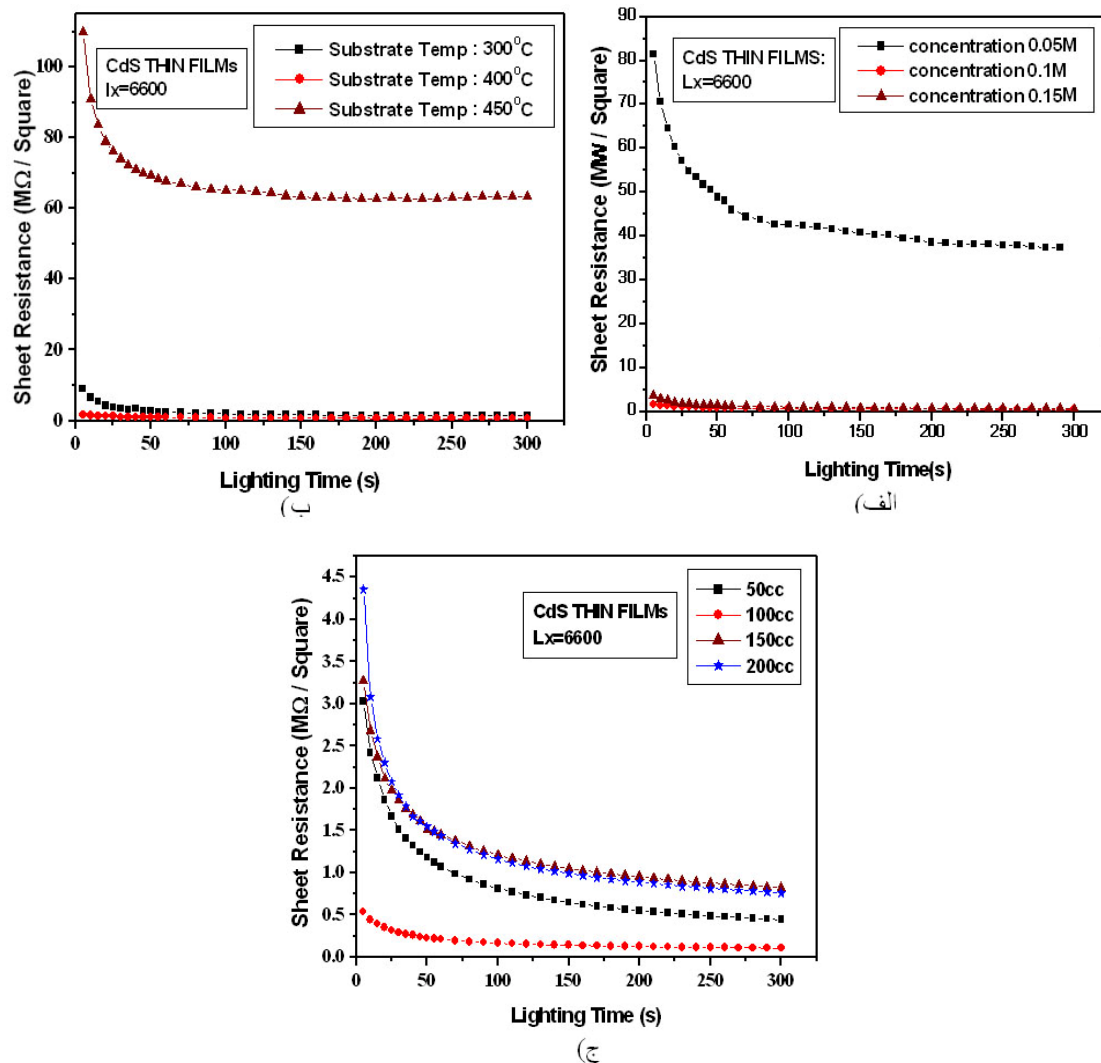 Sheet Resistance (MΩ / Square)
100
80
60
40
20
0
CdS THIN FILMs
lx=6600
Substrate Temp : 300°C
Substrate Temp : 400°C
Substrate Temp : 450°C
0 50 100 150 200 250 300
Lighting Time (s)
ب)
Sheet Resistance (MW / Square)
90
80
70
60
50
40
30
20
10
0
CdS THIN FILMS:
Lx=6600
concentration 0.05M
concentration 0.1M
concentration 0.15M
0 50 100 150 200 250 300
Lighting Time(s)
الف)
Sheet Resistance (MΩ / Square)
4.5
4.0
3.5
3.0
2.5
2.0
1.5
1.0
0.5
0.0
CdS THIN FILMs
Lx=6600
50cc
100cc
150cc
200cc
0 50 100 150 200 250 300
Lighting Time (s)
ج)